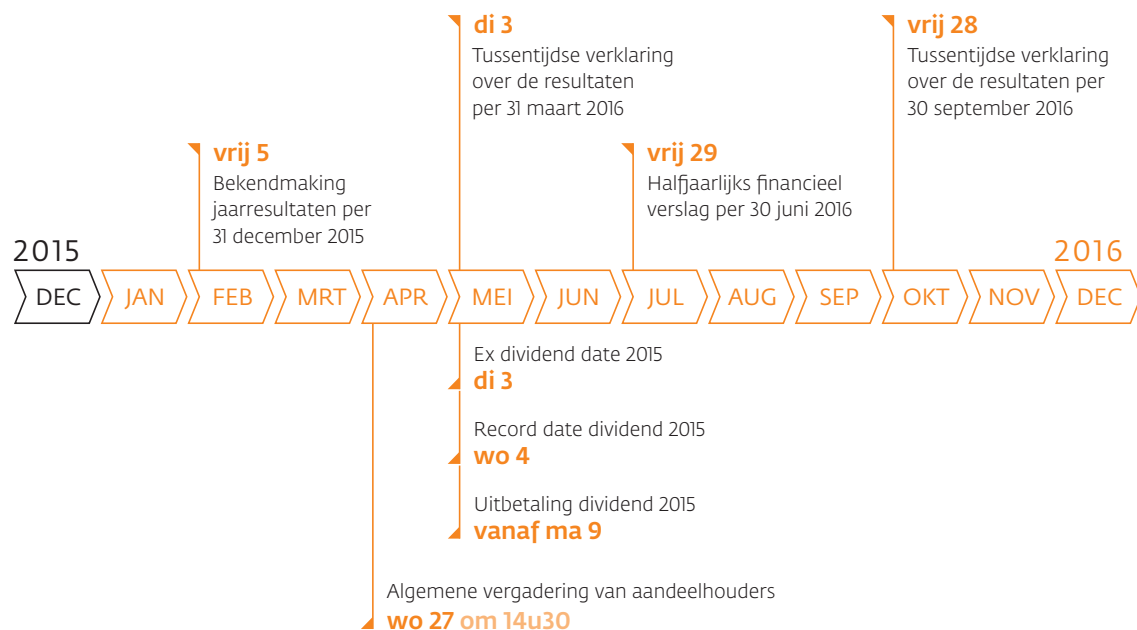 di 3
Tussentijdse verklaring
over de resultaten
per 31 maart 2016
vrij 28
Tussentijdse verklaring
over de resultaten per
30 september 2016
vrij 5
Bekendmaking
jaarresultaten per
31 december 2015
vrij 29
Halfjaarlijks financieel
verslag per 30 juni 2016
2015
2016
DEC JAN FEB MRT APR MEI JUN JUL AUG SEP OKT NOV DEC
Ex dividend date 2015
di 3
Record date dividend 2015
wo 4
Uitbetaling dividend 2015
vanaf ma 9
Algemene vergadering van aandeelhouders
wo 27 om 14u30